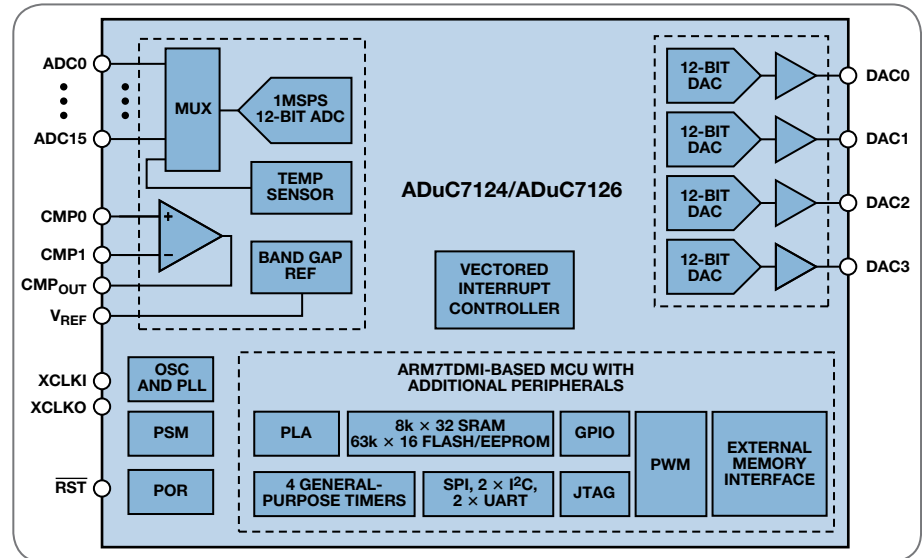 ADC0
ADC15
CMP0
CMP1
CMPOUT
VREF
XCLKI
XCLKO
RST
MUX
1MSPS
12-BIT ADC
TEMP
SENSOR
+
−
BAND GAP
REF
ADuC7124/ADuC7126
VECTORED
INTERRUPT
CONTROLLER
12-BIT
DAC
DAC0
12-BIT
DAC
DAC1
12-BIT
DAC
DAC2
12-BIT
DAC
DAC3
OSC
AND PLL
PSM
POR
ARM7TDMI-BASED MCU WITH
ADDITIONAL PERIPHERALS
PLA
8k × 32 SRAM
63k × 16 FLASH/EEPROM
GPIO
4 GENERAL-
PURPOSE TIMERS
SPI, 2 × I²C,
2 × UART
JTAG
PWM
EXTERNAL
MEMORY
INTERFACE